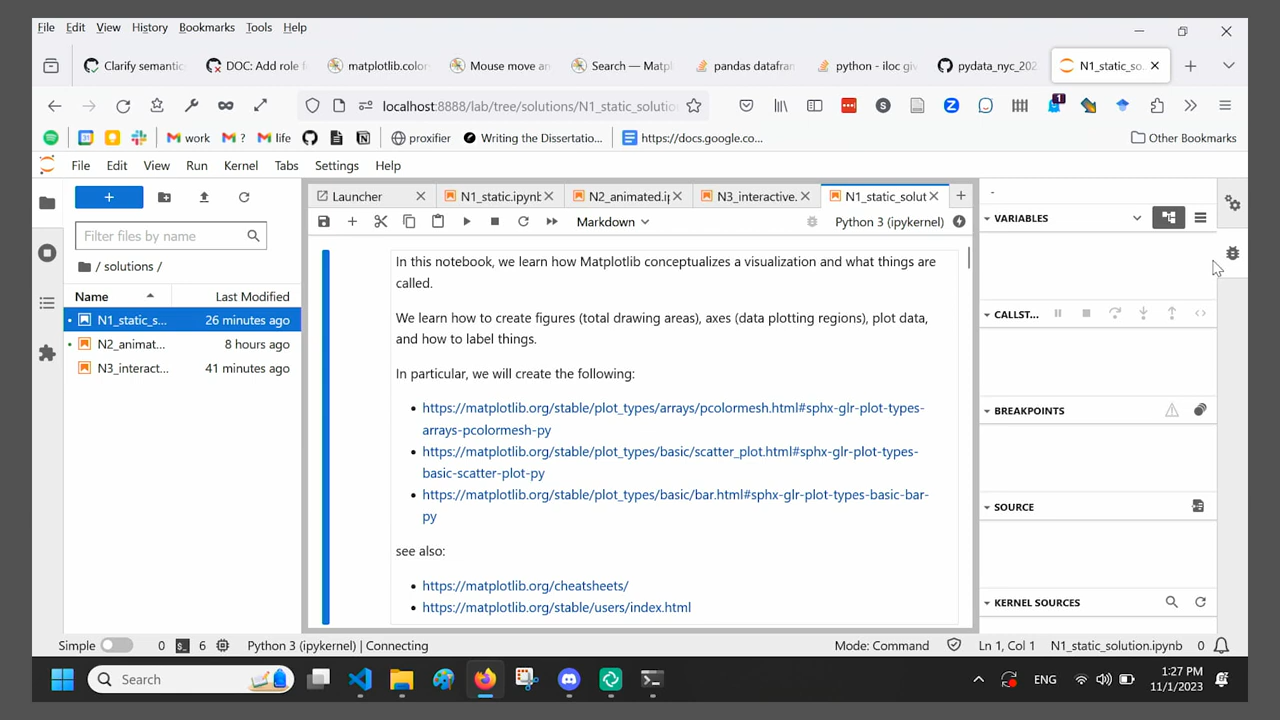 File Edit View History Bookmarks Tools Help
Clarify semantic
DOC: Add role f
matplotlib.color
Mouse move an
Search — Matpl
pandas datafran
python - iloc giv
pydata_nyc_202
N1_static_so
localhost:8888/lab/tree/solutions/N1_static_solutio
S
Z
1
work
?
life
proxifier
Writing the Dissertatio...
https://docs.google.co...
Other Bookmarks
File Edit View Run Kernel Tabs Settings Help
Launcher
N1_static.ipynb
N2_animated.i
N3_interactive.
N1_static_solut
Filter files by name
Markdown
Python 3 (ipykernel)
/ solutions /
Name Last Modified
N1_static_s... 26 minutes ago
N2_animat... 8 hours ago
N3_interact... 41 minutes ago
In this notebook, we learn how Matplotlib conceptualizes a visualization and what things are
called.
We learn how to create figures (total drawing areas), axes (data plotting regions), plot data,
and how to label things.
In particular, we will create the following:
• https://matplotlib.org/stable/plot_types/arrays/pcolormesh.html#sphx-glr-plot-types-
arrays-pcolormesh-py
• https://matplotlib.org/stable/plot_types/basic/scatter_plot.html#sphx-glr-plot-types-
basic-scatter-plot-py
• https://matplotlib.org/stable/plot_types/basic/bar.html#sphx-glr-plot-types-basic-bar-
py
see also:
• https://matplotlib.org/cheatsheets/
• https://matplotlib.org/stable/users/index.html
VARIABLES
CALLST...
BREAKPOINTS
SOURCE
KERNEL SOURCES
Simple 0 6 Python 3 (ipykernel) | Connecting Mode: Command Ln 1, Col 1 N1_static_solution.ipynb 0
Search
ENG
1:27 PM
11/1/2023